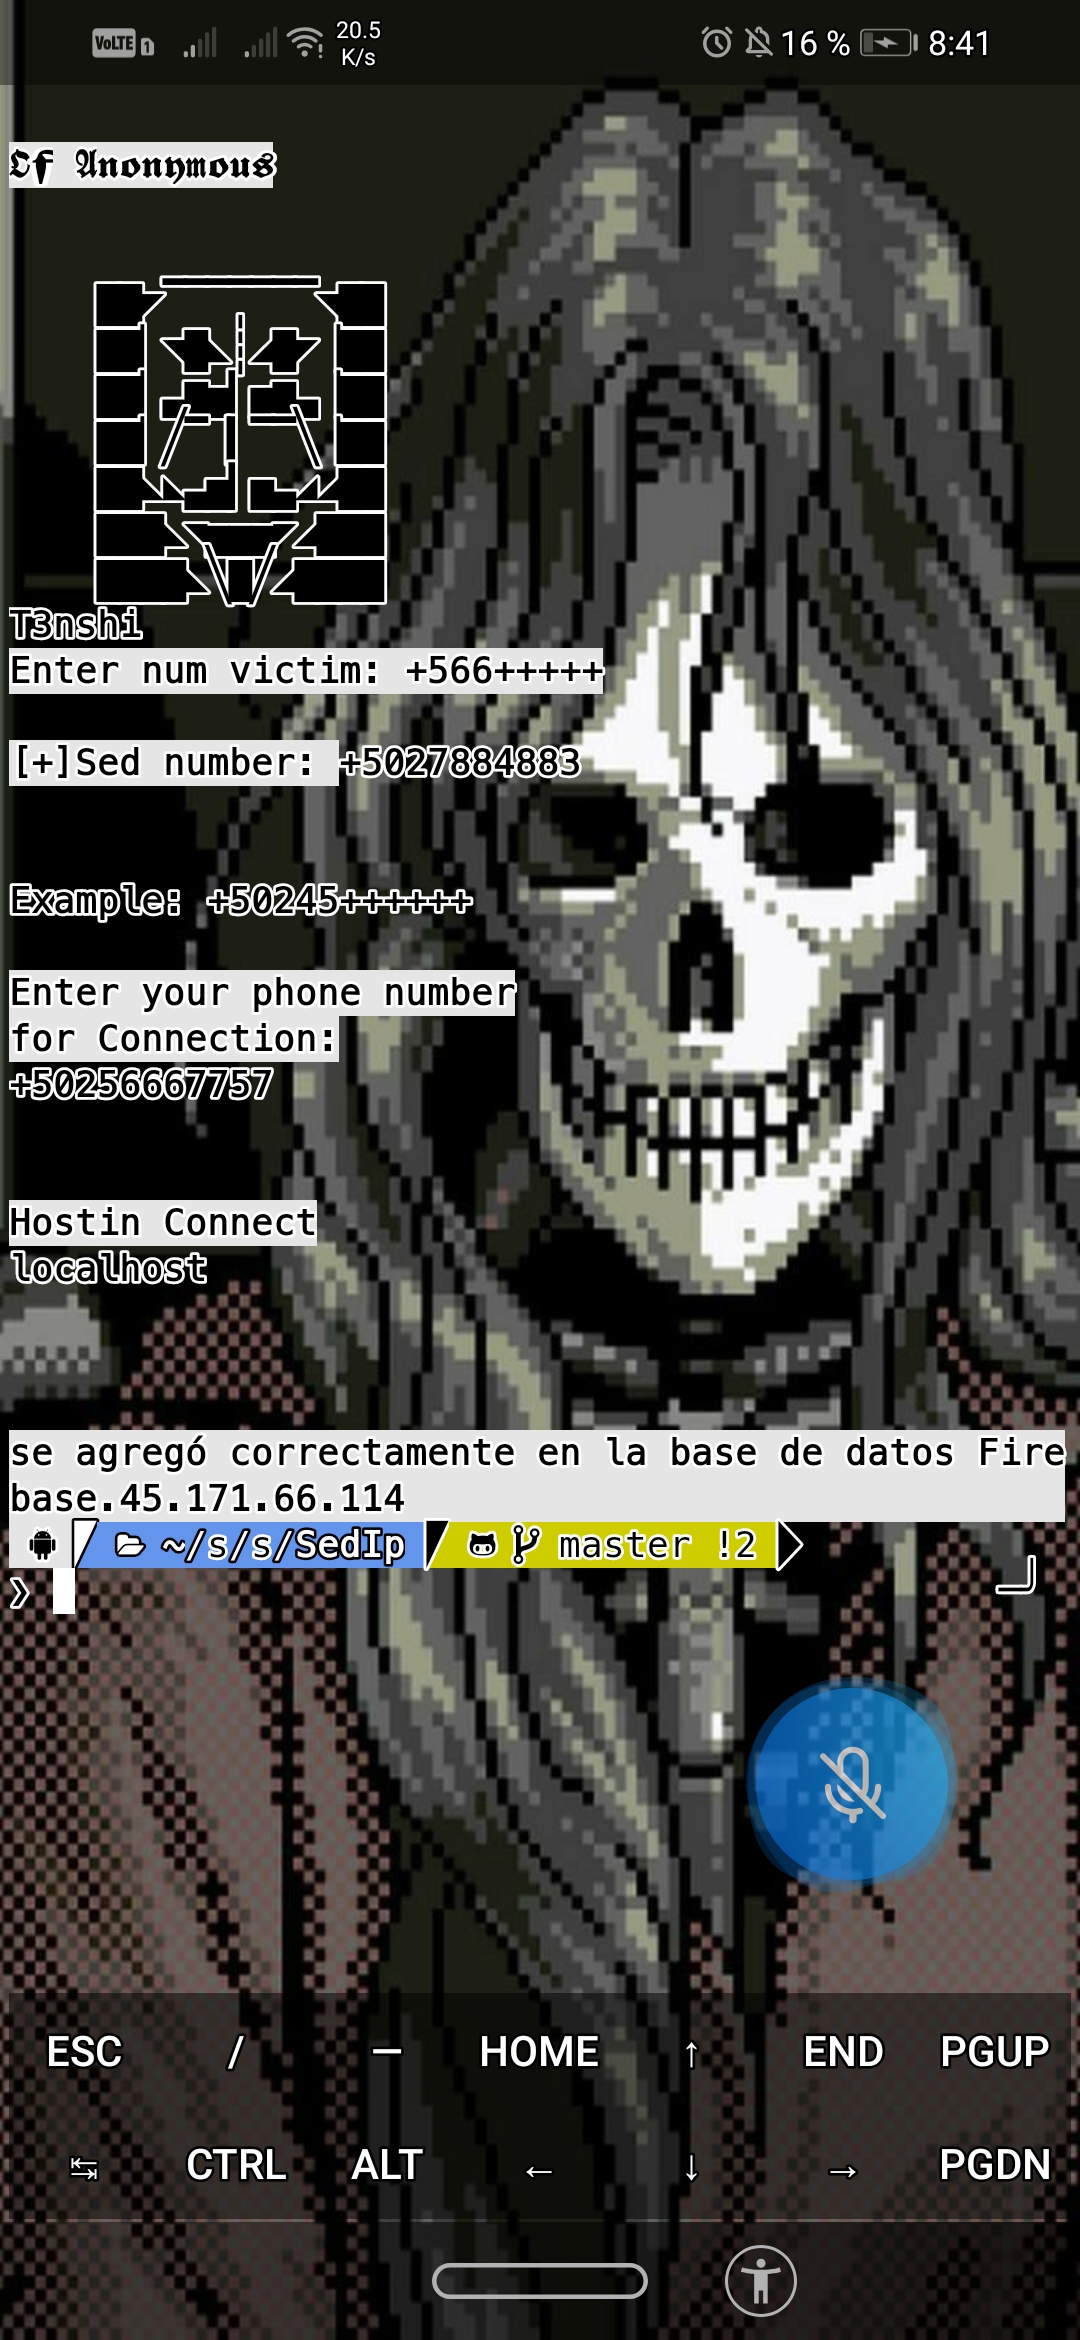 VoLTE 1 20.5 K/s 16 % 8:41
𝕺𝖋 𝕬𝖓𝖔𝖓𝖞𝖒𝖔𝖚𝖘
T3nshi
Enter num victim: +566+++++
[+]Sed number: +5027884883
Example: +50245++++++
Enter your phone number
for Connection:
+50256667757
Hostin Connect
localhost
se agregó correctamente en la base de datos Fire
base.45.171.66.114
~/s/s/SedIp master !2
❯
ESC / — HOME ↑ END PGUP
↹ CTRL ALT ← ↓ → PGDN